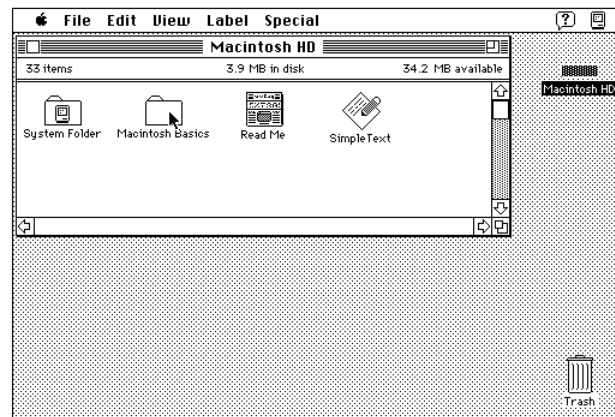 File Edit View Label Special
Macintosh HD
33 items 3.9 MB in disk 34.2 MB available
System Folder Macintosh Basics Read Me SimpleText
Macintosh HD
Trash